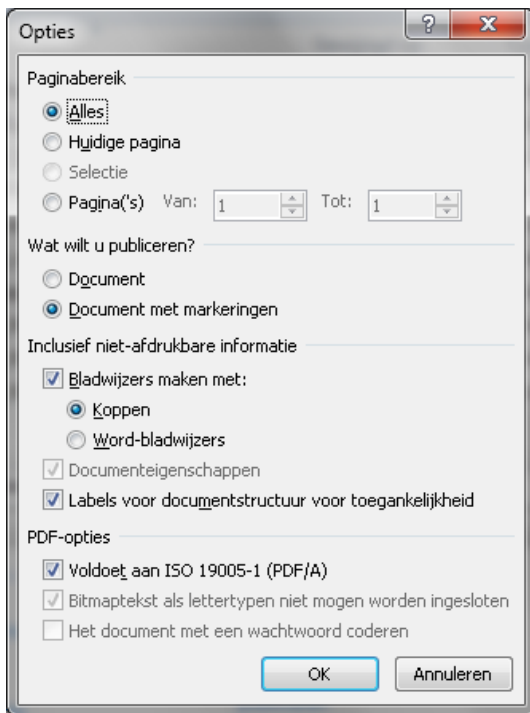 Opties
Paginabereik
Alles
Huidige pagina
Selectie
Pagina('s) Van: 1 Tot: 1
Wat wilt u publiceren?
Document
Document met markeringen
Inclusief niet-afdrukbare informatie
Bladwijzers maken met:
Koppen
Word-bladwijzers
Documenteigenschappen
Labels voor documentstructuur voor toegankelijkheid
PDF-opties
Voldoet aan ISO 19005-1 (PDF/A)
Bitmaptekst als lettertypen niet mogen worden ingesloten
Het document met een wachtwoord coderen
OK Annuleren